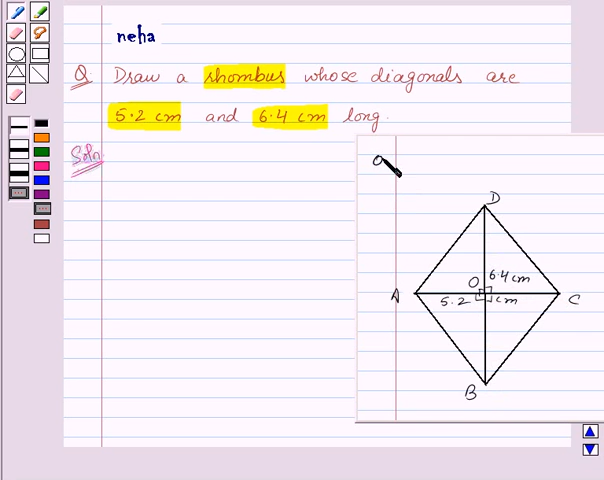 neha
Q. Draw a rhombus whose diagonals are
5.2 cm and 6.4 cm long.
Soln
O
D
O 6.4 cm
A 5.2 cm C
B